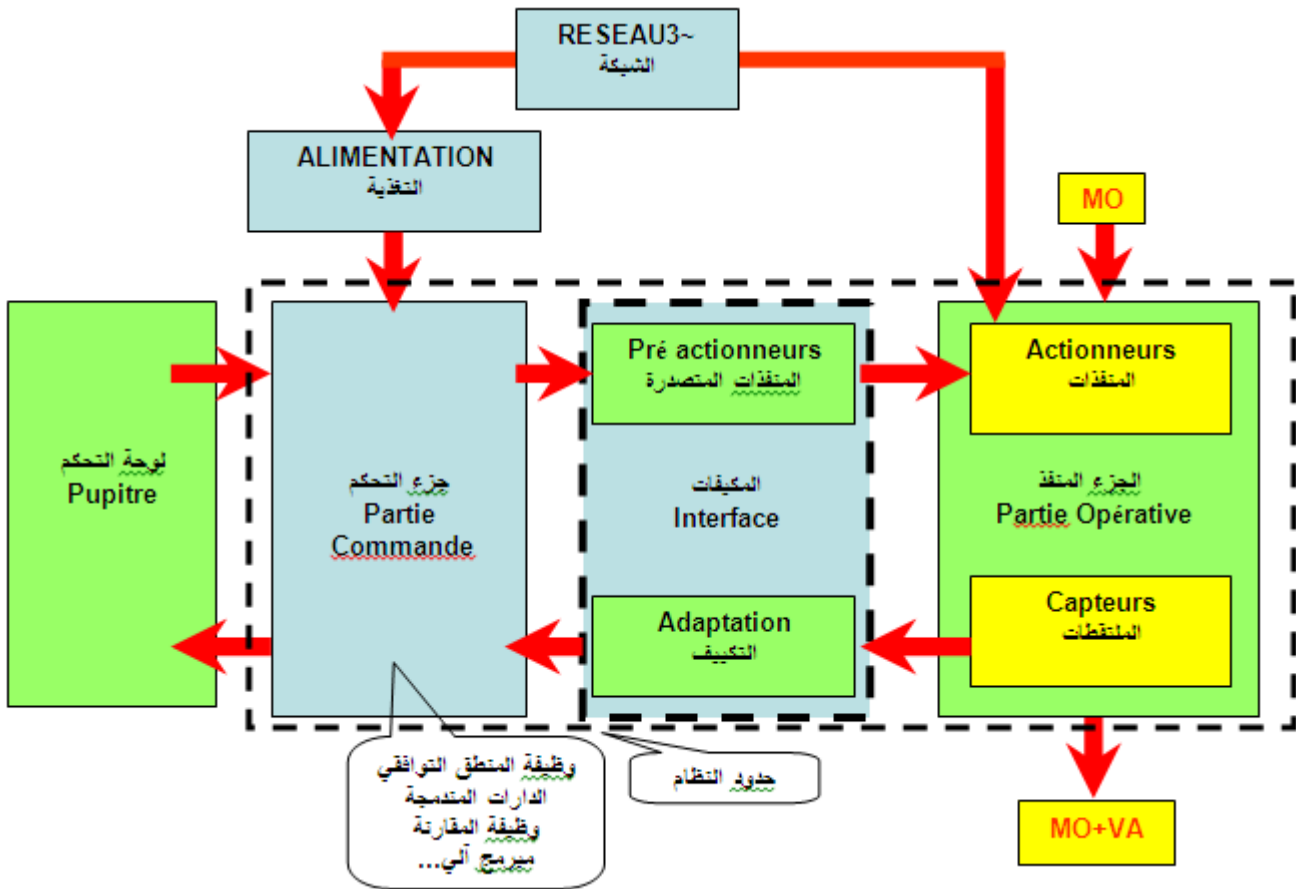 RESEAU3~
الشبكة
ALIMENTATION
التغذية
MO
Pré actionneurs
المنفذات المتصدرة
Actionneurs
المنفذات
لوحة التحكم
Pupitre
جزء التحكم
Partie
Commande
المكيفات
Interface
الجزء المنفذ
Partie Opérative
Adaptation
التكييف
Capteurs
الملتقطات
وظيفة المنطق التوافقي
الدارات المندمجة
وظيفة المقارنة
مبرمج آلي...
حدود النظام
MO+VA